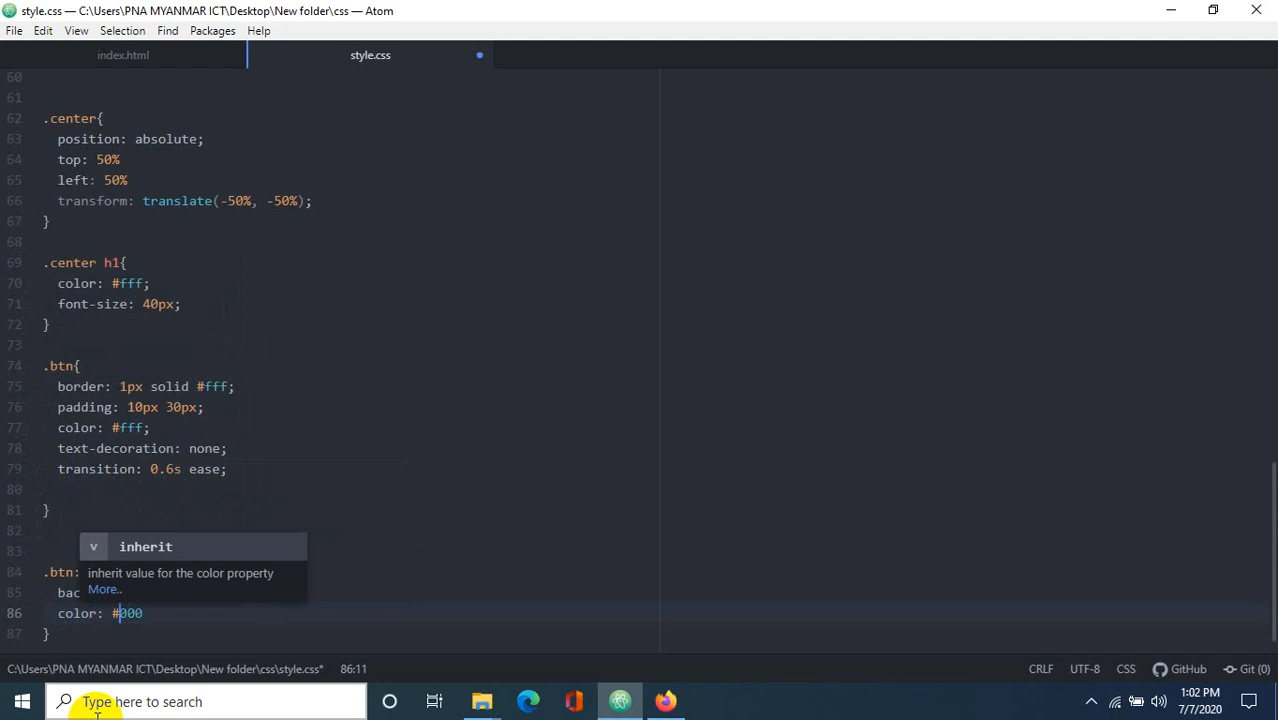 style.css — C:\Users\PNA MYANMAR ICT\Desktop\New folder\css — Atom
File Edit View Selection Find Packages Help
index.html style.css
60
61
62 .center{
63 position: absolute;
64 top: 50%
65 left: 50%
66 transform: translate(-50%, -50%);
67 }
68
69 .center h1{
70 color: #fff;
71 font-size: 40px;
72 }
73
74 .btn{
75 border: 1px solid #fff;
76 padding: 10px 30px;
77 color: #fff;
78 text-decoration: none;
79 transition: 0.6s ease;
80
81 }
82
v inherit
83
inherit value for the color property
84 .btn:
More..
85 bac
86 color: #000
87 }
C:\Users\PNA MYANMAR ICT\Desktop\New folder\css\style.css* 86:11 CRLF UTF-8 CSS GitHub Git (0)
Type here to search
1:02 PM
7/7/2020